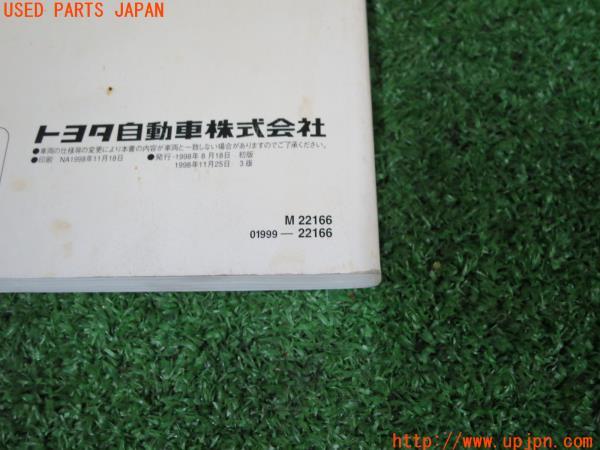 USED PARTS JAPAN
トヨタ自動車株式会社
●車両の仕様等の変更により本書の内容が車両と一致しない場合がありますのでご了承ください。
●印刷 NA1998年11月18日 ●発行-1998年 8月18日 初版
1998年11月25日 3版
M 22166
01999—22166
http://www.upjpn.com/